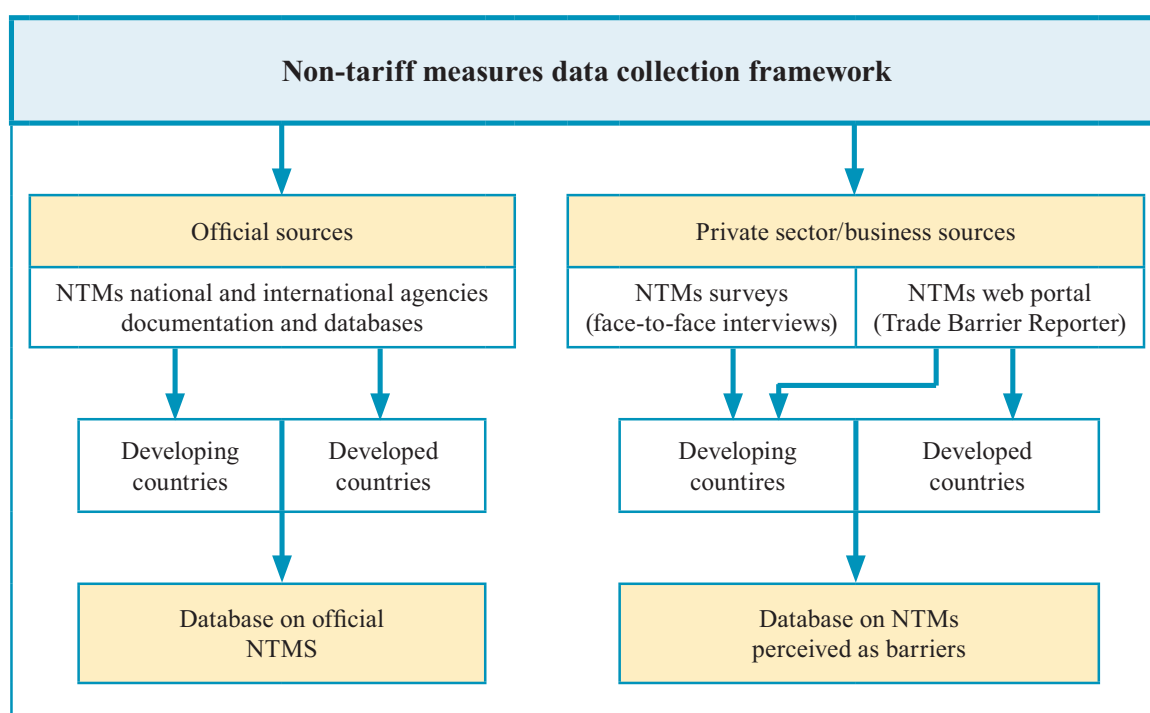 Non-tariff measures data collection framework
Official sources
NTMs national and international agencies
documentation and databases
Private sector/business sources
NTMs surveys
(face-to-face interviews)
NTMs web portal
(Trade Barrier Reporter)
Developing
countries
Developed
countries
Developing
countires
Developed
countries
Database on official
NTMS
Database on NTMs
perceived as barriers